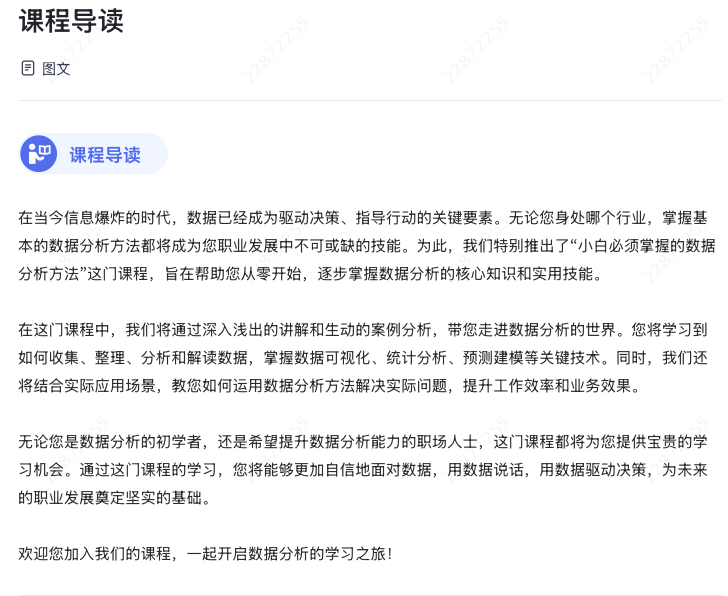 课程导读
图文
课程导读
在当今信息爆炸的时代，数据已经成为驱动决策、指导行动的关键要素。无论您身处哪个行业，掌握基
本的数据分析方法都将成为您职业发展中不可或缺的技能。为此，我们特别推出了“小白必须掌握的数据
分析方法”这门课程，旨在帮助您从零开始，逐步掌握数据分析的核心知识和实用技能。
在这门课程中，我们将通过深入浅出的讲解和生动的案例分析，带您走进数据分析的世界。您将学习到
如何收集、整理、分析和解读数据，掌握数据可视化、统计分析、预测建模等关键技术。同时，我们还
将结合实际应用场景，教您如何运用数据分析方法解决实际问题，提升工作效率和业务效果。
无论您是数据分析的初学者，还是希望提升数据分析能力的职场人士，这门课程都将为您提供宝贵的学
习机会。通过这门课程的学习，您将能够更加自信地面对数据，用数据说话，用数据驱动决策，为未来
的职业发展奠定坚实的基础。
欢迎您加入我们的课程，一起开启数据分析的学习之旅！
22872255
22872255
22872255